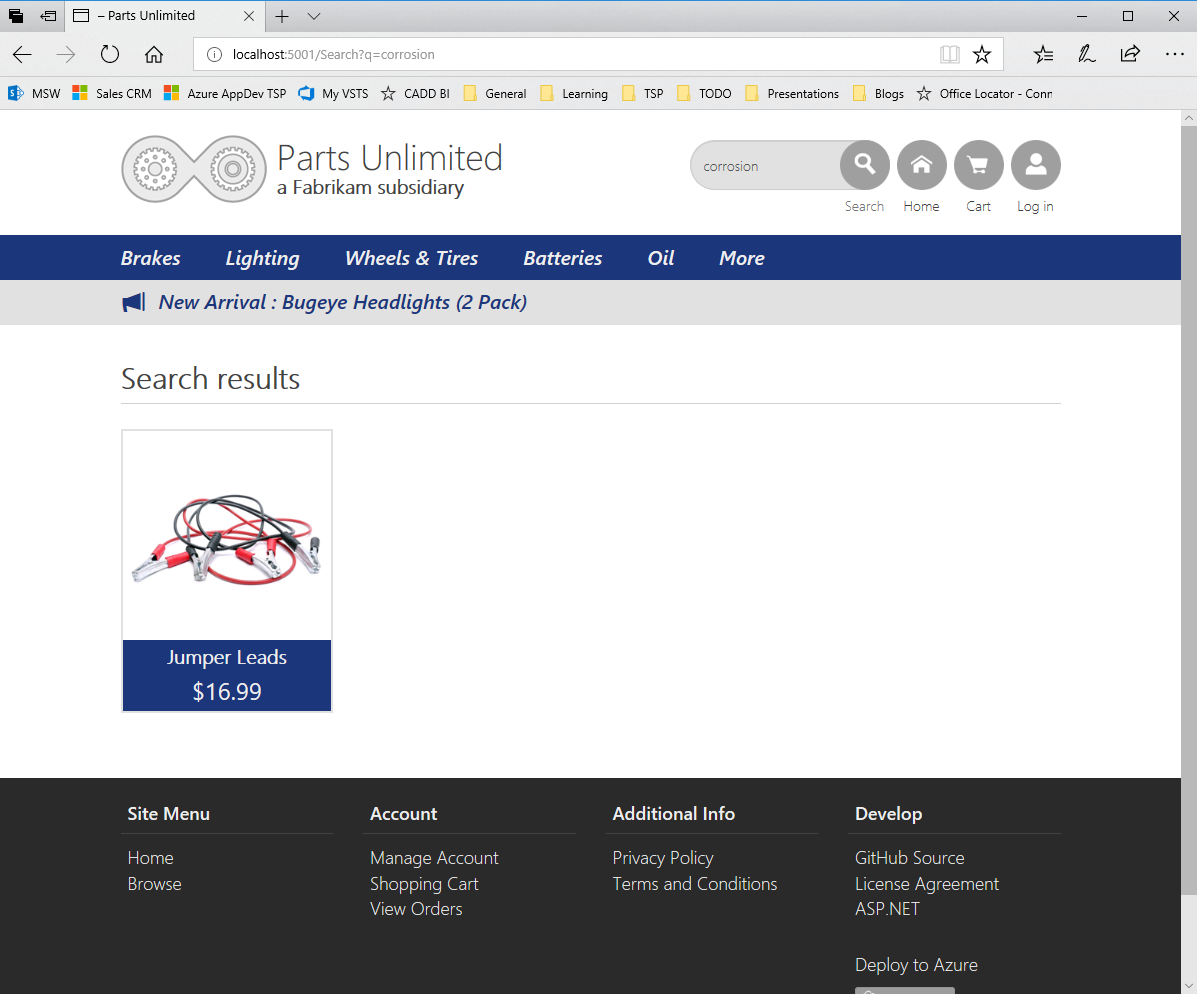 – Parts Unlimited
localhost:5001/Search?q=corrosion
MSW Sales CRM Azure AppDev TSP My VSTS CADD BI General Learning TSP TODO Presentations Blogs Office Locator - Conn
Parts Unlimited
a Fabrikam subsidiary
corrosion
Search Home Cart Log in
Brakes Lighting Wheels & Tires Batteries Oil More
New Arrival : Bugeye Headlights (2 Pack)
Search results
Jumper Leads
$16.99
Site Menu
Home
Browse
Account
Manage Account
Shopping Cart
View Orders
Additional Info
Privacy Policy
Terms and Conditions
Develop
GitHub Source
License Agreement
ASP.NET
Deploy to Azure